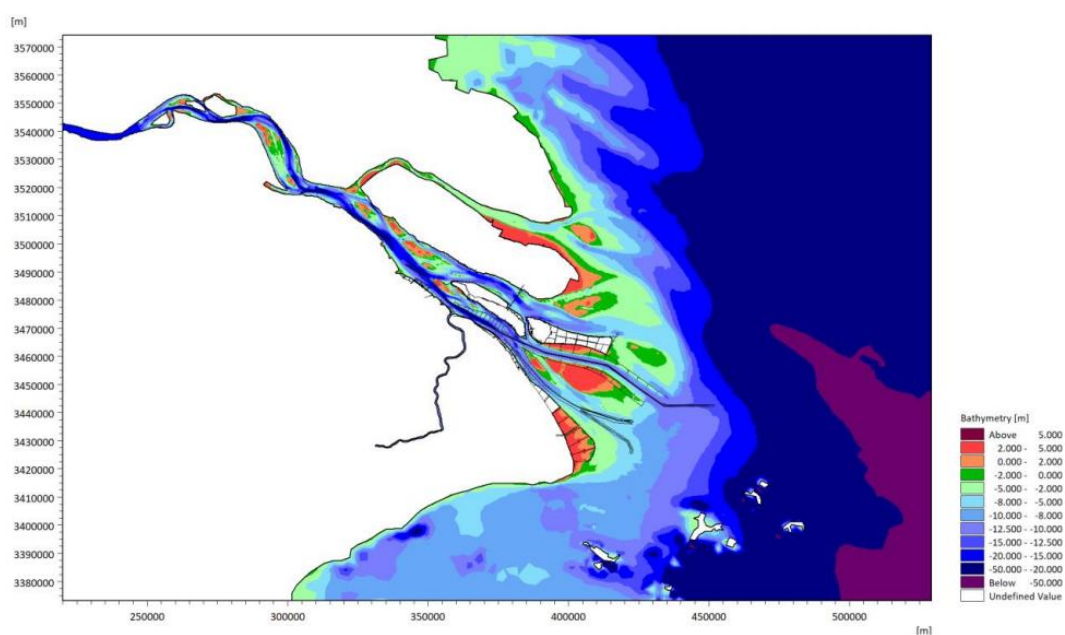 [m]
3570000
3560000
3550000
3540000
3530000
3520000
3510000
3500000
3490000
3480000
3470000
3460000
3450000
3440000
3430000
3420000
3410000
3400000
3390000
3380000
250000 300000 350000 400000 450000 500000
[m]
Bathymetry [m]
Above 5.000
2.000 - 5.000
0.000 - 2.000
-2.000 - 0.000
-5.000 - -2.000
-8.000 - -5.000
-10.000 - -8.000
-12.500 - -10.000
-15.000 - -12.500
-20.000 - -15.000
-50.000 - -20.000
Below -50.000
Undefined Value